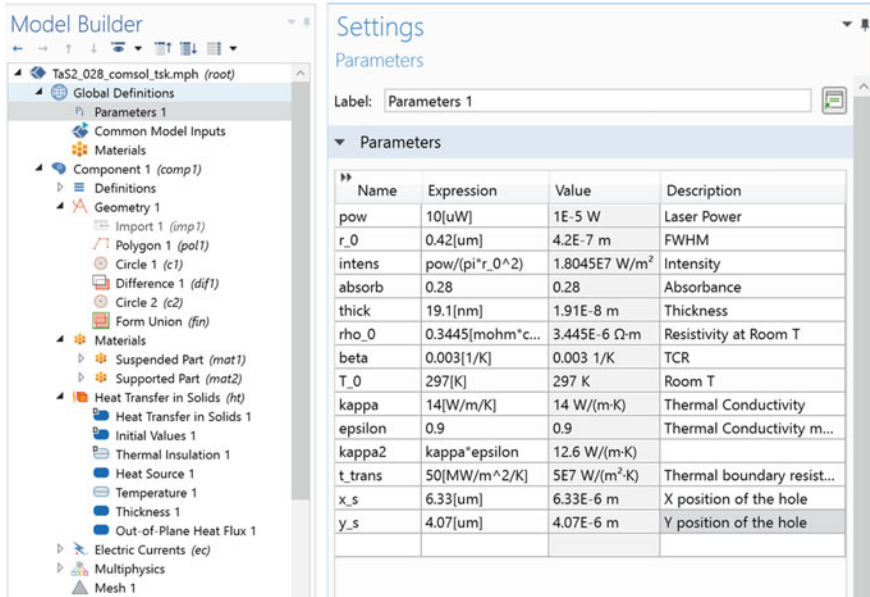 Model Builder
TaS2_028_comsol_tsk.mph (root)
Global Definitions
Pi Parameters 1
Common Model Inputs
Materials
Component 1 (comp1)
Definitions
Geometry 1
Import 1 (imp1)
Polygon 1 (pol1)
Circle 1 (c1)
Difference 1 (dif1)
Circle 2 (c2)
Form Union (fin)
Materials
Suspended Part (mat1)
Supported Part (mat2)
Heat Transfer in Solids (ht)
Heat Transfer in Solids 1
Initial Values 1
Thermal Insulation 1
Heat Source 1
Temperature 1
Thickness 1
Out-of-Plane Heat Flux 1
Electric Currents (ec)
Multiphysics
Mesh 1
Settings
Parameters
Label: Parameters 1
Parameters
Name Expression Value Description
pow 10[uW] 1E-5 W Laser Power
r_0 0.42[um] 4.2E-7 m FWHM
intens pow/(pi*r_0^2) 1.8045E7 W/m² Intensity
absorb 0.28 0.28 Absorbance
thick 19.1[nm] 1.91E-8 m Thickness
rho_0 0.3445[mohm*c... 3.445E-6 Ω·m Resistivity at Room T
beta 0.003[1/K] 0.003 1/K TCR
T_0 297[K] 297 K Room T
kappa 14[W/m/K] 14 W/(m·K) Thermal Conductivity
epsilon 0.9 0.9 Thermal Conductivity m...
kappa2 kappa*epsilon 12.6 W/(m·K)
t_trans 50[MW/m^2/K] 5E7 W/(m²·K) Thermal boundary resist...
x_s 6.33[um] 6.33E-6 m X position of the hole
y_s 4.07[um] 4.07E-6 m Y position of the hole